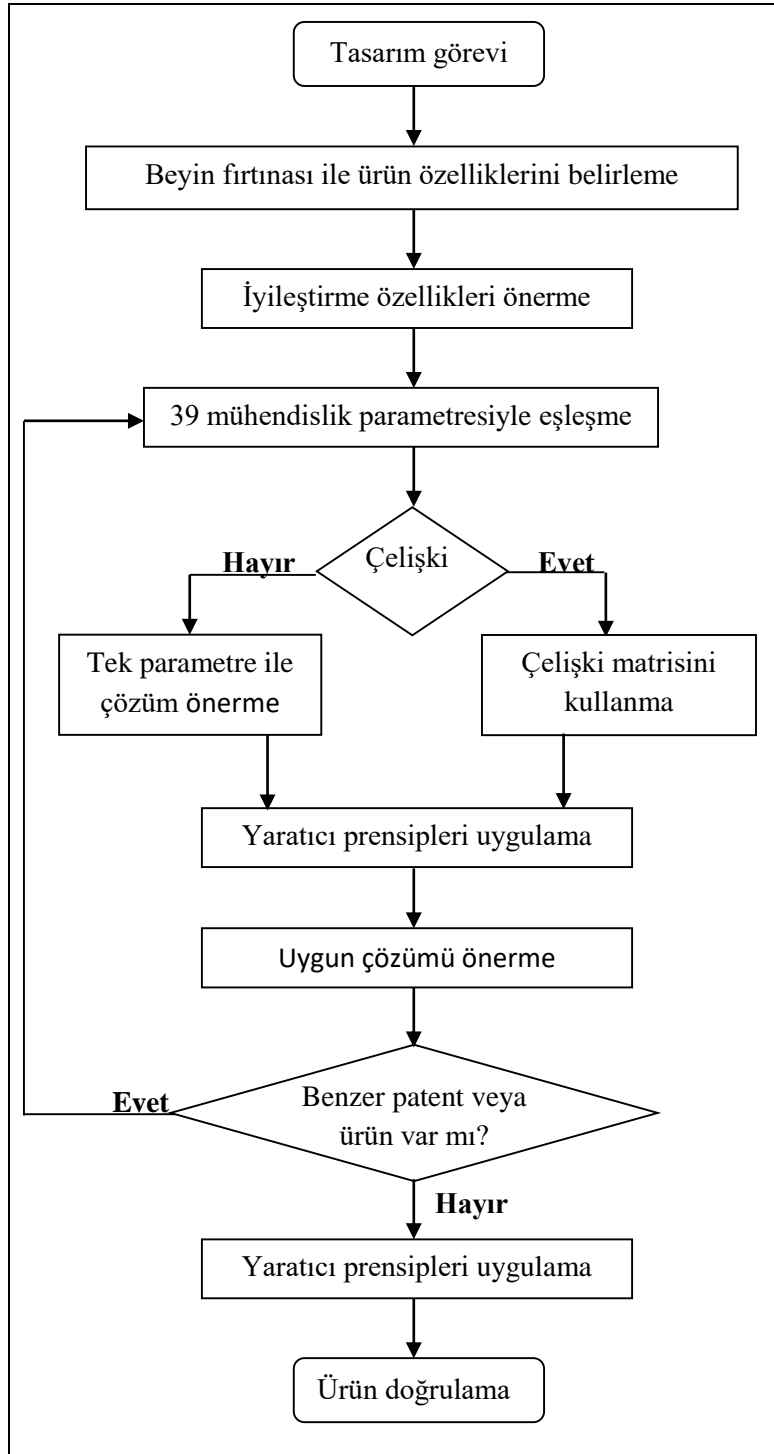 Tasarım görevi
Beyin fırtınası ile ürün özelliklerini belirleme
İyileştirme özellikleri önerme
39 mühendislik parametresiyle eşleşme
Çelişki
Hayır
Evet
Tek parametre ile
çözüm önerme
Çelişki matrisini
kullanma
Yaratıcı prensipleri uygulama
Uygun çözümü önerme
Evet
Benzer patent veya
ürün var mı?
Hayır
Yaratıcı prensipleri uygulama
Ürün doğrulama